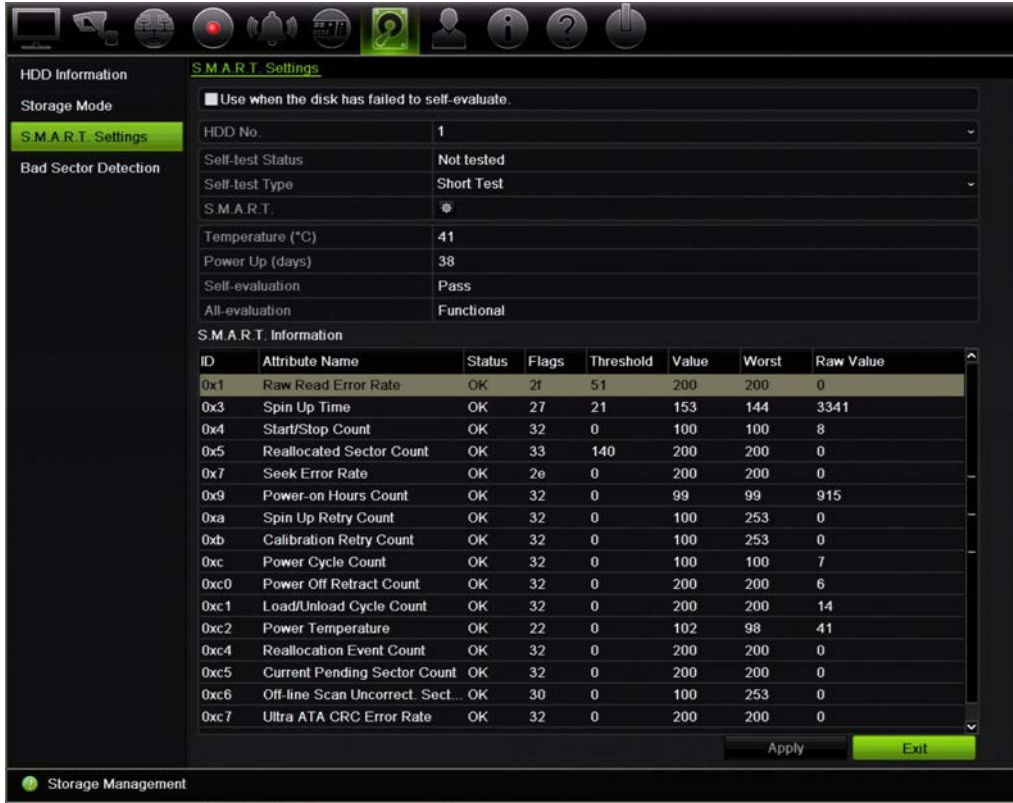 S.M.A.R.T. Settings
HDD Information
Storage Mode
S.M.A.R.T. Settings
Bad Sector Detection
Use when the disk has failed to self-evaluate.
HDD No. 1
Self-test Status Not tested
Self-test Type Short Test
S.M.A.R.T.
Temperature (°C) 41
Power Up (days) 38
Self-evaluation Pass
All-evaluation Functional
S.M.A.R.T. Information
ID Attribute Name Status Flags Threshold Value Worst Raw Value
0x1 Raw Read Error Rate OK 2f 51 200 200 0
0x3 Spin Up Time OK 27 21 153 144 3341
0x4 Start/Stop Count OK 32 0 100 100 8
0x5 Reallocated Sector Count OK 33 140 200 200 0
0x7 Seek Error Rate OK 2e 0 200 200 0
0x9 Power-on Hours Count OK 32 0 99 99 915
0xa Spin Up Retry Count OK 32 0 100 253 0
0xb Calibration Retry Count OK 32 0 100 253 0
0xc Power Cycle Count OK 32 0 100 100 7
0xc0 Power Off Retract Count OK 32 0 200 200 6
0xc1 Load/Unload Cycle Count OK 32 0 200 200 14
0xc2 Power Temperature OK 22 0 102 98 41
0xc4 Reallocation Event Count OK 32 0 200 200 0
0xc5 Current Pending Sector Count OK 32 0 200 200 0
0xc6 Off-line Scan Uncorrect. Sect... OK 30 0 100 253 0
0xc7 Ultra ATA CRC Error Rate OK 32 0 200 200 0
Apply Exit
Storage Management